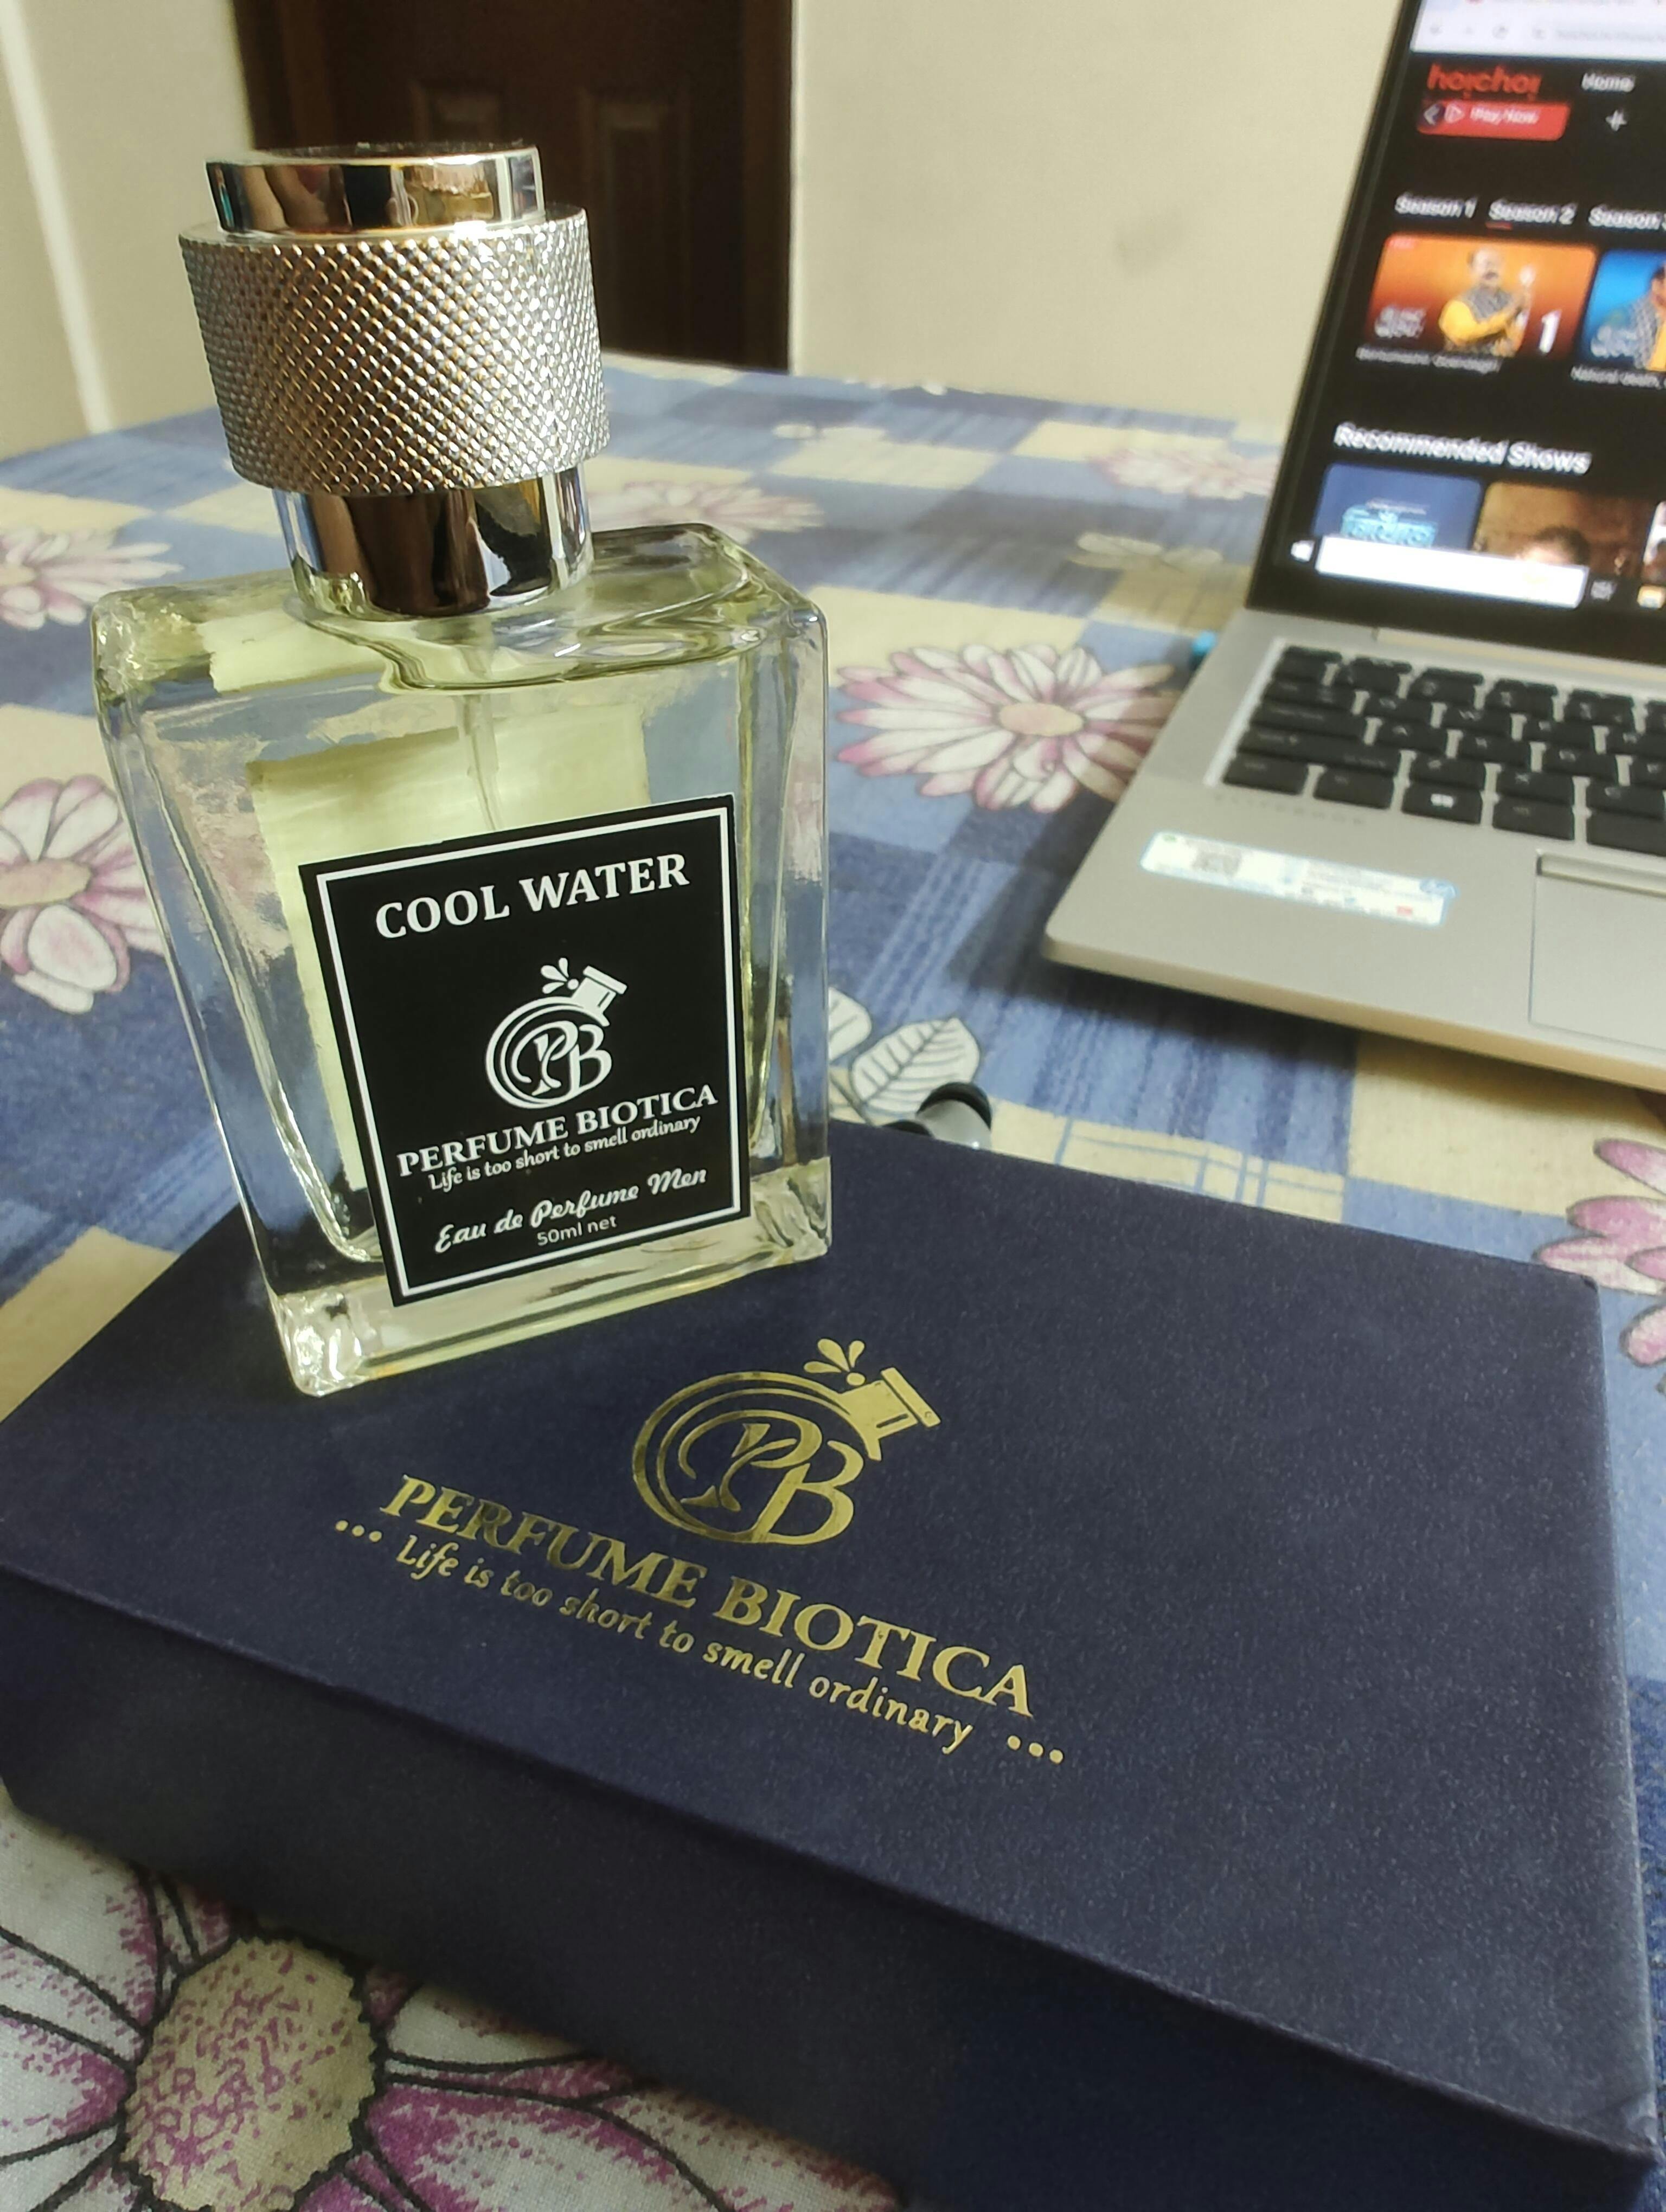 hoichoi
Home
Play Now
Season 1 Season 2 Season
1
Recommended Shows
COOL WATER
PB
PERFUME BIOTICA
Life is too short to smell ordinary
Eau de Perfume Men
50ml net
PB
PERFUME BIOTICA
... Life is too short to smell ordinary ...